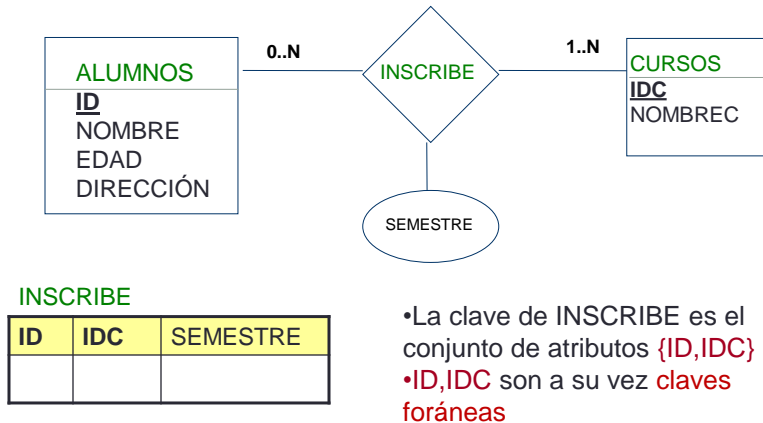 ALUMNOS
ID
NOMBRE
EDAD
DIRECCIÓN
0..N
INSCRIBE
1..N
CURSOS
IDC
NOMBREC
SEMESTRE
INSCRIBE
ID IDC SEMESTRE
•La clave de INSCRIBE es el
conjunto de atributos {ID,IDC}
•ID,IDC son a su vez claves
foráneas